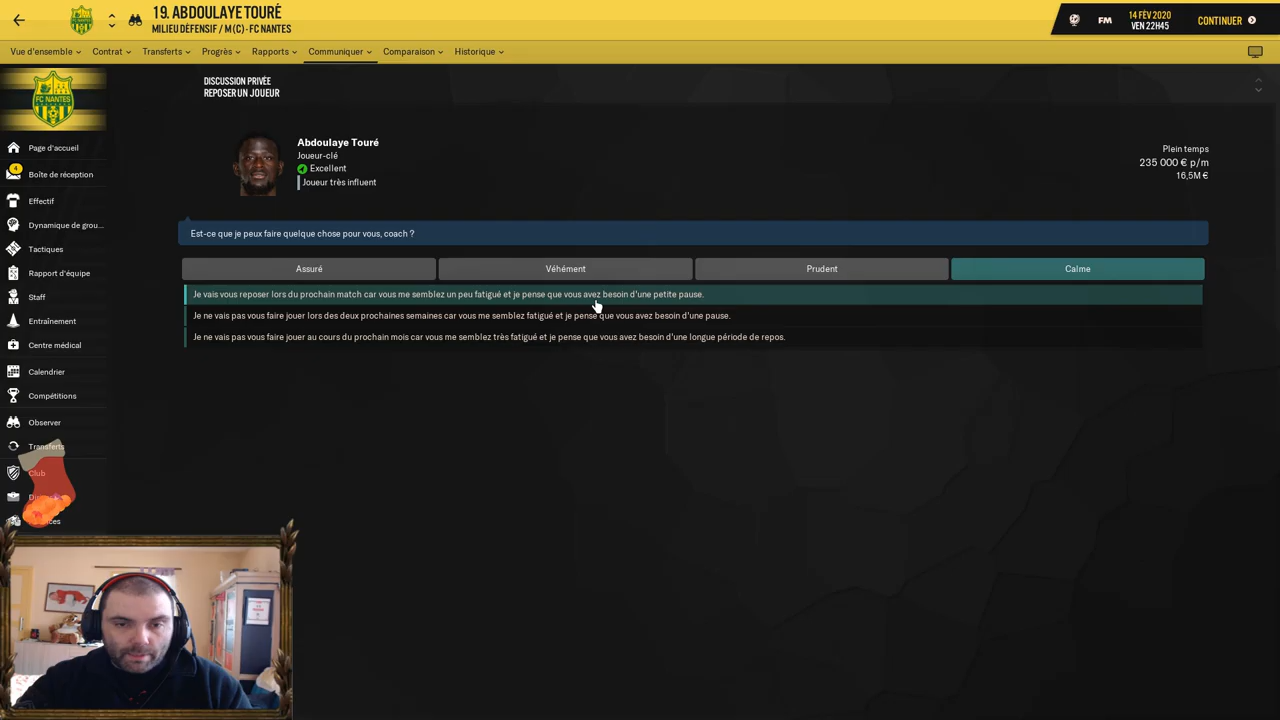 19. ABDOULAYE TOURÉ
MILIEU DÉFENSIF / M (C) · FC NANTES
FM
14 FÉV 2020
VEN 22H45
CONTINUER
Vue d'ensemble
Contrat
Transferts
Progrès
Rapports
Communiquer
Comparaison
Historique
FC NANTES
DISCUSSION PRIVÉE
REPOSER UN JOUEUR
Abdoulaye Touré
Joueur-clé
Excellent
Joueur très influent
Plein temps
235 000 € p/m
16,5M €
Est-ce que je peux faire quelque chose pour vous, coach ?
Assuré
Véhément
Prudent
Calme
Je vais vous reposer lors du prochain match car vous me semblez un peu fatigué et je pense que vous avez besoin d'une petite pause.
Je ne vais pas vous faire jouer lors des deux prochaines semaines car vous me semblez fatigué et je pense que vous avez besoin d'une pause.
Je ne vais pas vous faire jouer au cours du prochain mois car vous me semblez très fatigué et je pense que vous avez besoin d'une longue période de repos.
Page d'accueil
4
Boîte de réception
Effectif
Dynamique de grou...
Tactiques
Rapport d'équipe
Staff
Entraînement
Centre médical
Calendrier
Compétitions
Observer
Transferts
Club